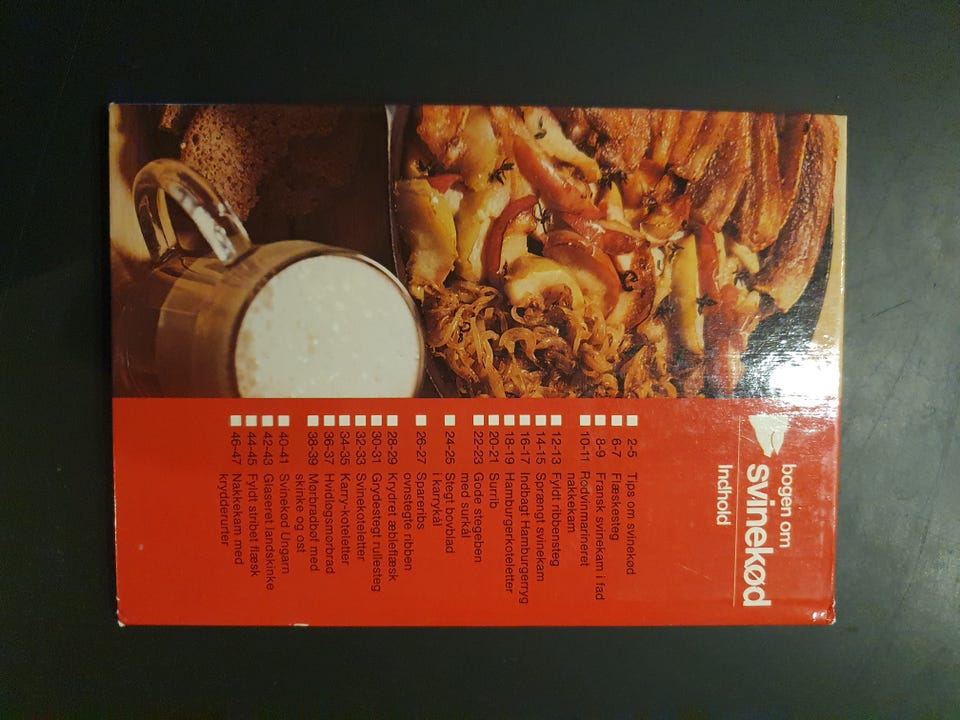 bogen om
svinekød
Indhold
2-5 Tips om svinekød
6-7 Flæskesteg
8-9 Fransk svinekam i fad
10-11 Rødvinmarineret
nakkekam
12-13 Fyldt ribbensteg
14-15 Sprængt svinekam
16-17 Indbagt Hamburgerryg
18-19 Hamburgerkoteletter
20-21 Surrib
22-23 Gode stegeben
med surkål
24-25 Stegt bovblad
i karrykål
26-27 Spareribs
ovnstegte ribben
28-29 Krydret æbleflæsk
30-31 Grydestegt rullesteg
32-33 Svinekoteletter
34-35 Karry-koteletter
36-37 Hvidløgsmørbrad
38-39 Mørbradbøf med
skinke og ost
40-41 Svinekød Ungarn
42-43 Glaseret landskinke
44-45 Fyldt stribet flæsk
46-47 Nakkekam med
krydderurter